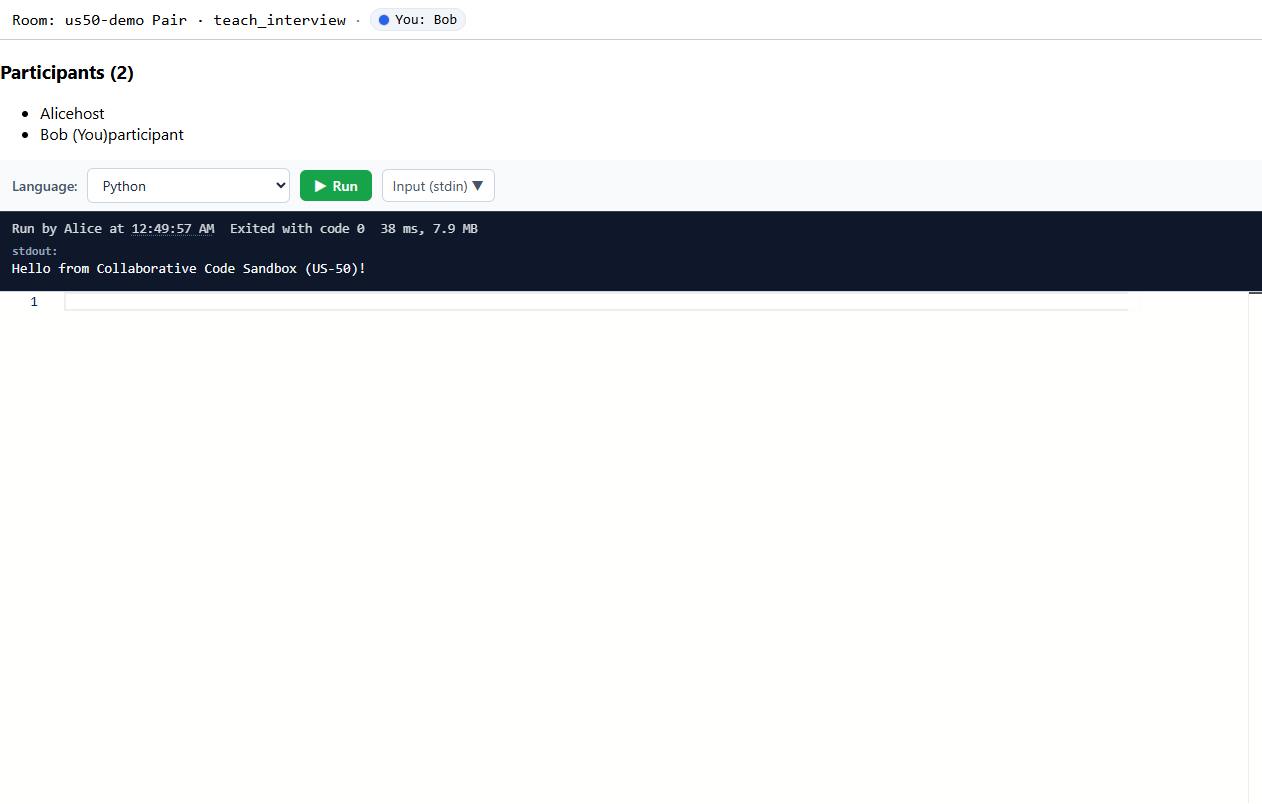 Room: us50-demo Pair · teach_interview · You: Bob
Participants (2)
Alicehost
Bob (You)participant
Language: Python ▶ Run Input (stdin) ▼
Run by Alice at 12:49:57 AM Exited with code 0 38 ms, 7.9 MB
stdout:
Hello from Collaborative Code Sandbox (US-50)!
1